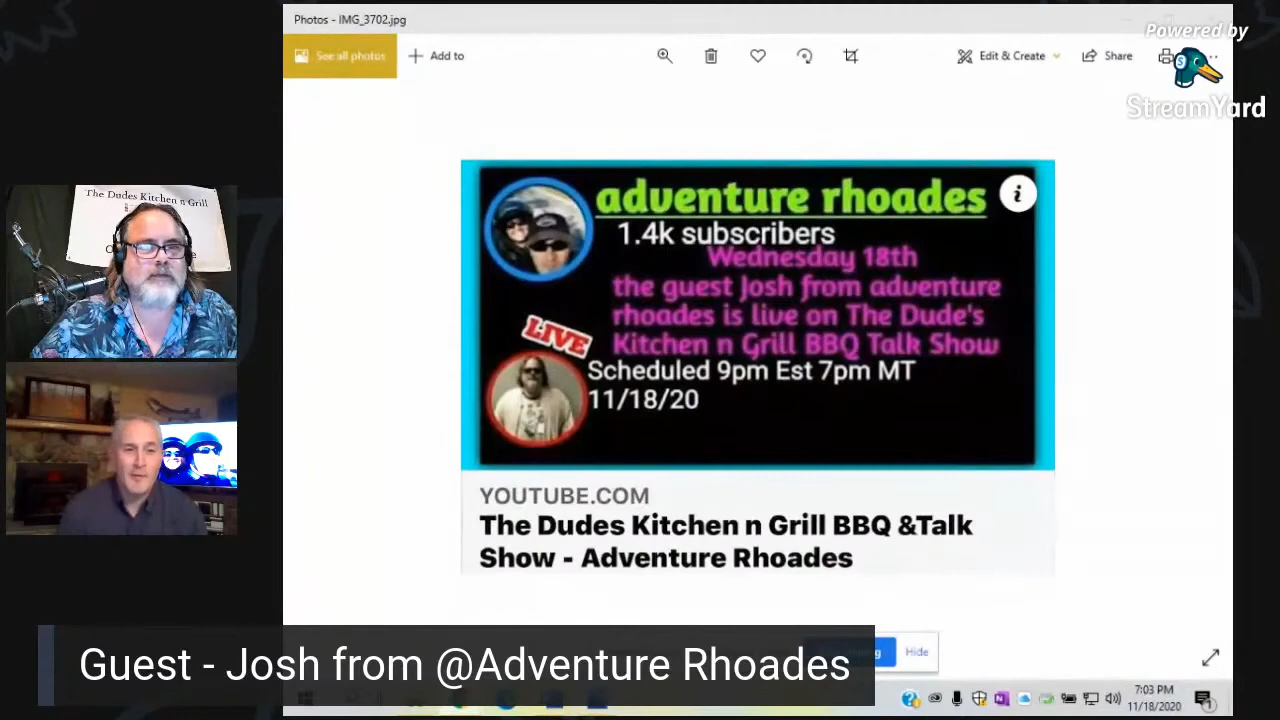 Photos - IMG_3702.jpg
Powered by
StreamYard
See all photos
Add to
Edit & Create
Share
The Dudes Kitchen n Grill
adventure rhoades
1.4k subscribers
Wednesday 18th
the guest Josh from adventure
rhoades is live on The Dude's
Kitchen n Grill BBQ Talk Show
LIVE
Scheduled 9pm Est 7pm MT
11/18/20
YOUTUBE.COM
The Dudes Kitchen n Grill BBQ &Talk
Show - Adventure Rhoades
Hide
Guest - Josh from @Adventure Rhoades
7:03 PM
11/18/2020